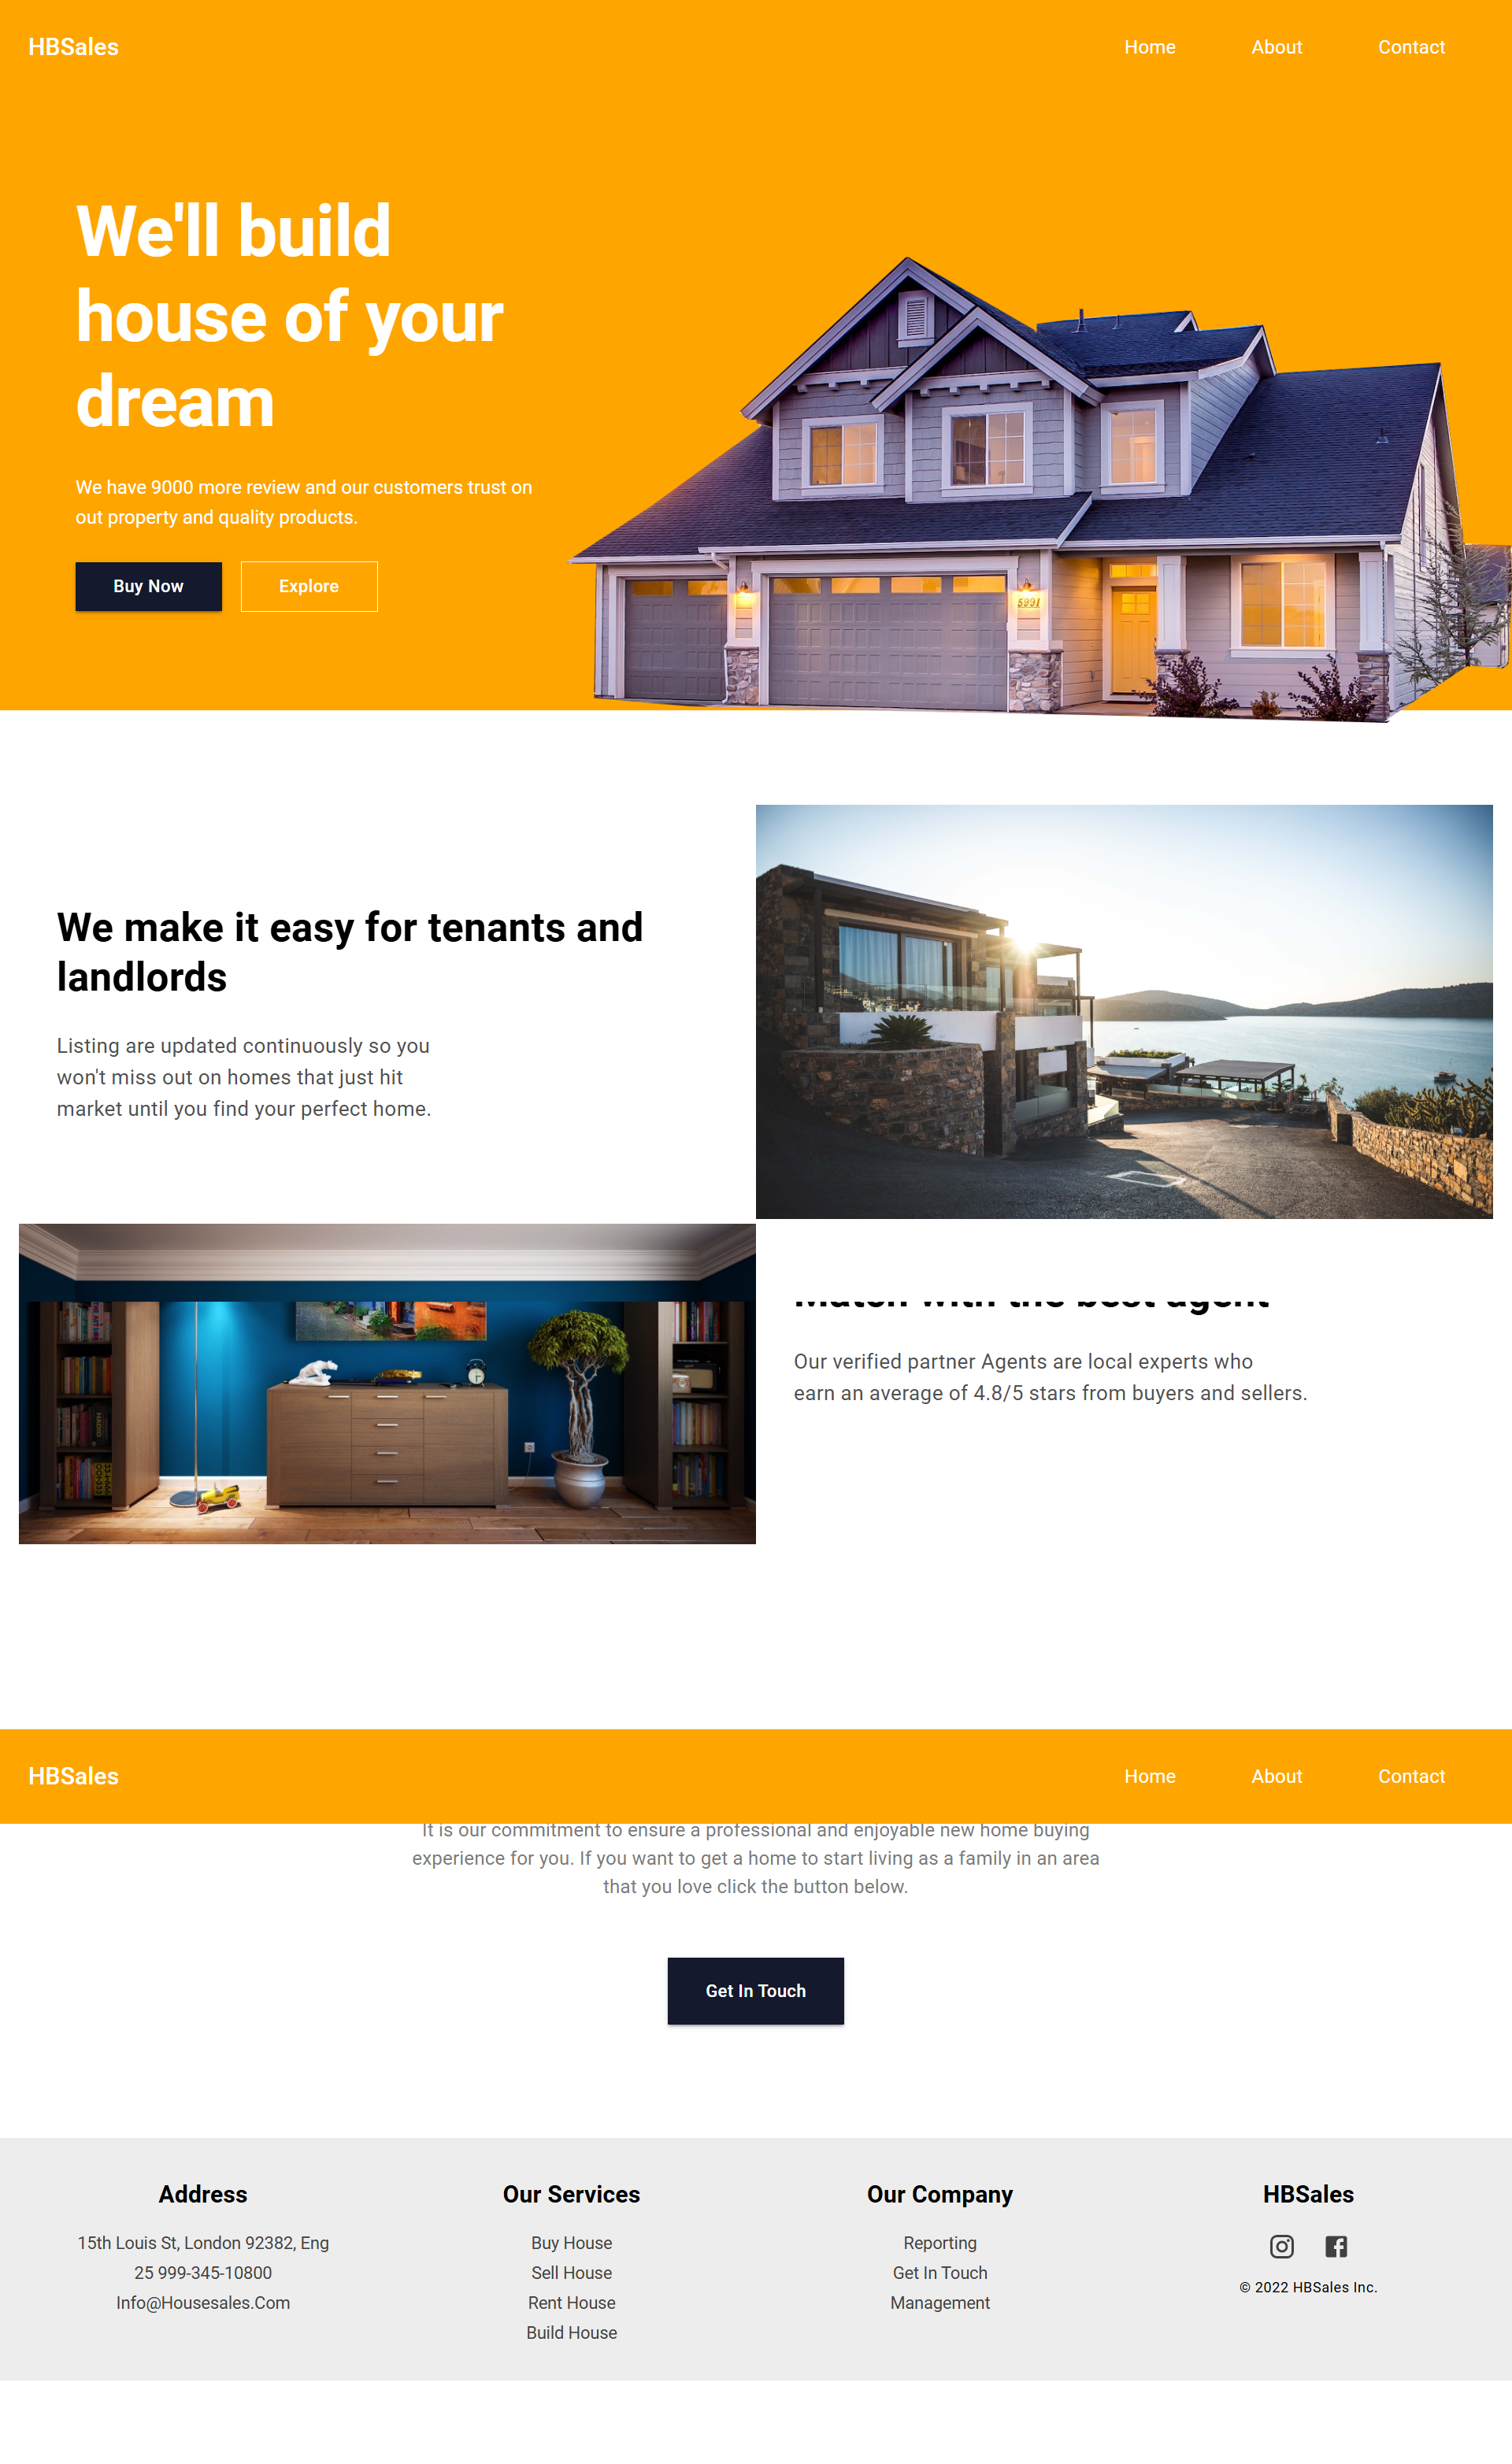 HBSales
Home
About
Contact
We'll build
house of your
dream
We have 9000 more review and our customers trust on
out property and quality products.
Buy Now
Explore
5991
We make it easy for tenants and
landlords
Listing are updated continuously so you
won't miss out on homes that just hit
market until you find your perfect home.
Match with the best agent
Our verified partner Agents are local experts who
earn an average of 4.8/5 stars from buyers and sellers.
HBSales
Home
About
Contact
It is our commitment to ensure a professional and enjoyable new home buying
experience for you. If you want to get a home to start living as a family in an area
that you love click the button below.
Get In Touch
Address
15th Louis St, London 92382, Eng
25 999-345-10800
Info@Housesales.Com
Our Services
Buy House
Sell House
Rent House
Build House
Our Company
Reporting
Get In Touch
Management
HBSales
© 2022 HBSales Inc.